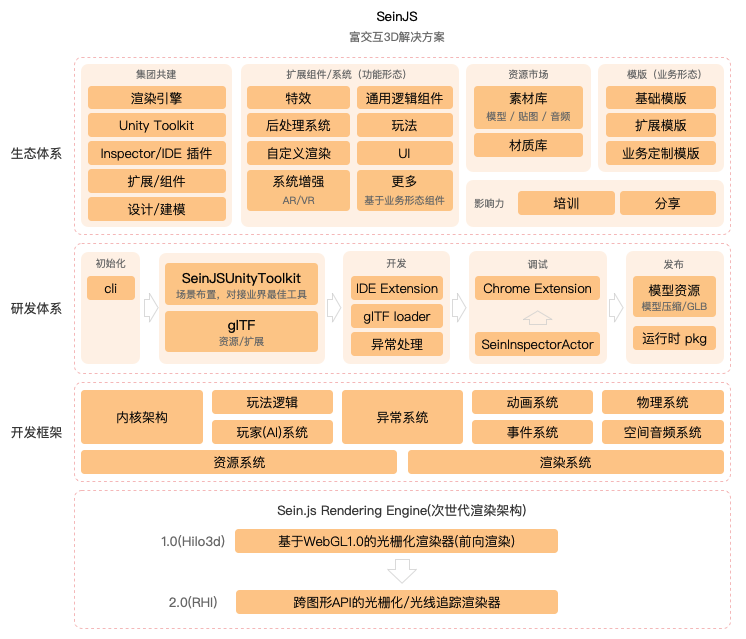 SeinJS
富交互3D解决方案
生态体系
集团共建
渲染引擎
Unity Toolkit
Inspector/IDE 插件
扩展/组件
设计/建模
扩展组件/系统（功能形态）
特效
通用逻辑组件
后处理系统
玩法
自定义渲染
UI
系统增强
AR/VR
更多
基于业务形态组件
资源市场
素材库
模型 / 贴图 / 音频
材质库
模版（业务形态）
基础模版
扩展模版
业务定制模版
影响力
培训
分享
研发体系
初始化
cli
SeinJSUnityToolkit
场景布置，对接业界最佳工具
glTF
资源/扩展
开发
IDE Extension
glTF loader
异常处理
调试
Chrome Extension
SeinInspectorActor
发布
模型资源
模型压缩/GLB
运行时 pkg
开发框架
内核架构
玩法逻辑
玩家(AI)系统
异常系统
动画系统
事件系统
物理系统
空间音频系统
资源系统
渲染系统
Sein.js Rendering Engine(次世代渲染架构)
1.0(Hilo3d)
基于WebGL1.0的光栅化渲染器(前向渲染)
2.0(RHI)
跨图形API的光栅化/光线追踪渲染器